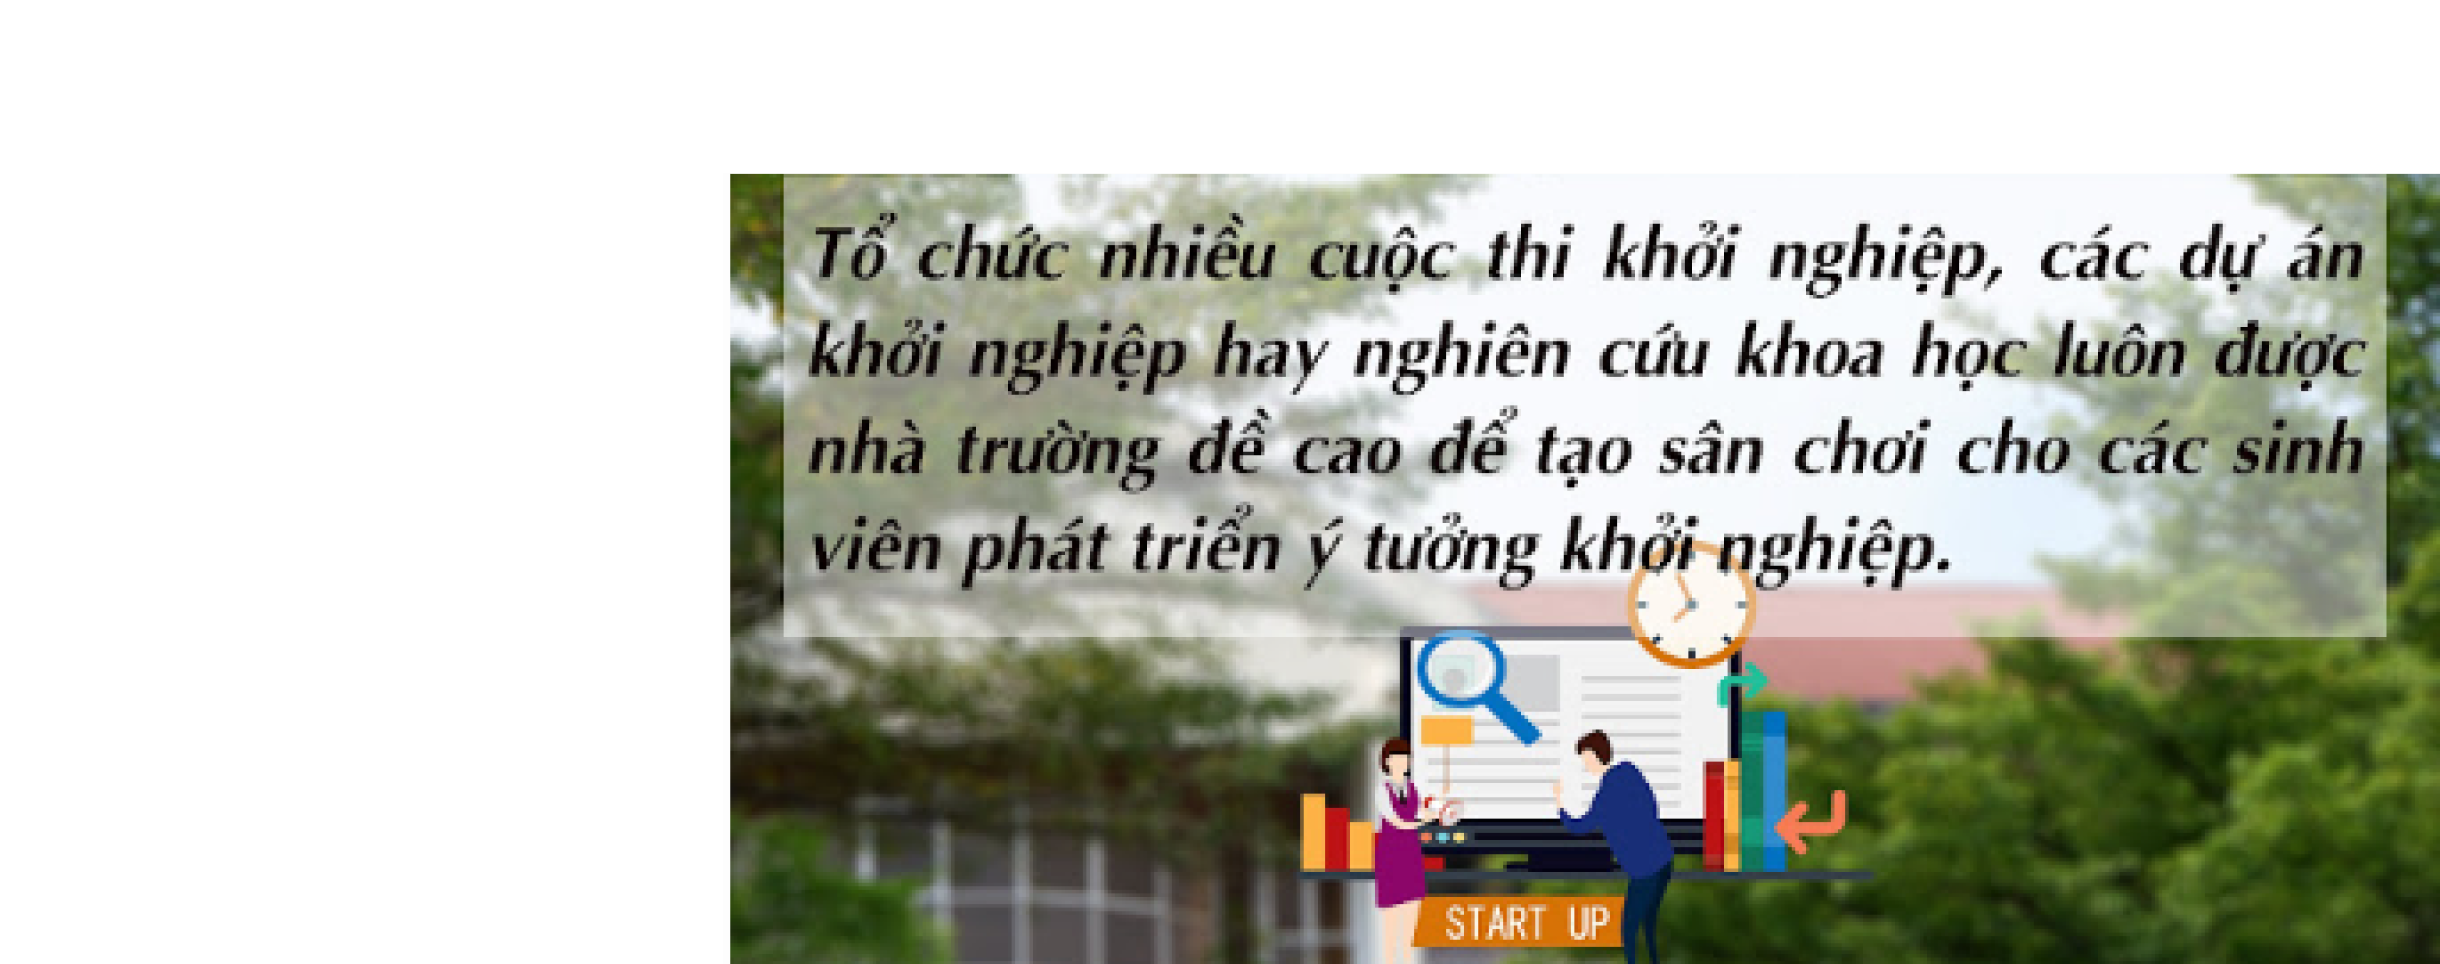 Tổ chức nhiều cuộc thi khởi nghiệp, các dự án
khởi nghiệp hay nghiên cứu khoa học luôn được
nhà trường đề cao để tạo sân chơi cho các sinh
viên phát triển ý tưởng khởi nghiệp.
START UP